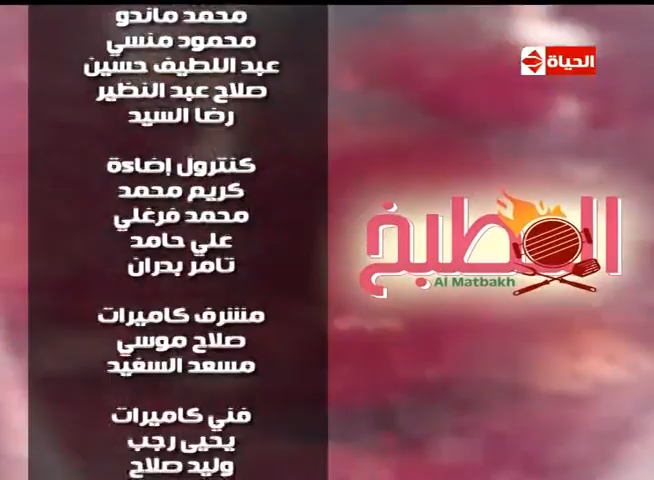 محمد ماندو
محمود منسي
عبد اللطيف حسين
صلاح عبد النظير
رضا السيد
كنترول إضاءة
كريم محمد
محمد فرغلي
علي حامد
تامر بدران
مشرف كاميرات
صلاح موسي
مسعد السفيد
فني كاميرات
يحيى رجب
وليد صلاح
الحياة
المطبخ
Al Matbakh